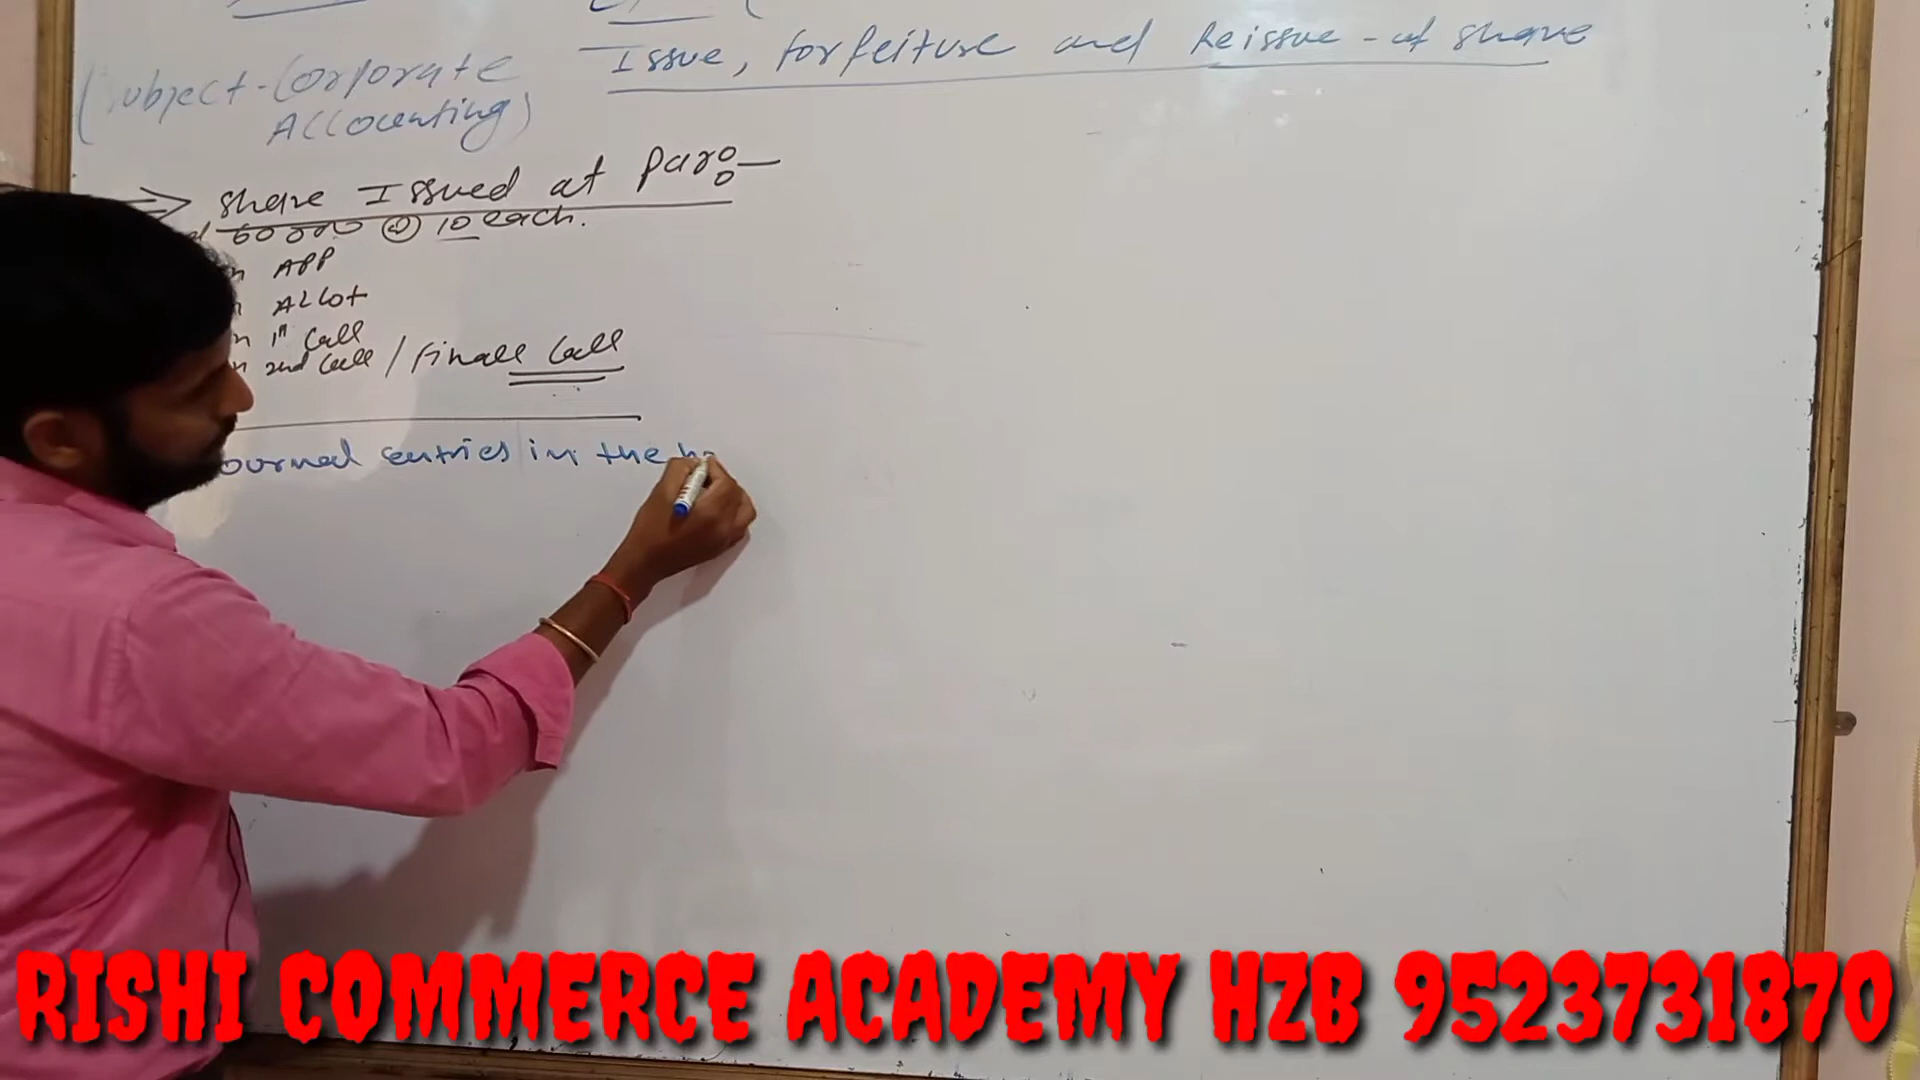 Issue, forfeiture and Reissue - of share
(Subject - Corporate
Accounting)
Share Issued at par :-
60000 @ 10 each.
n APP
n ALLot
n 1st Call
n 2nd Call / Finall Call
ournal entries in the
RISHI COMMERCE ACADEMY HZB 9523731870